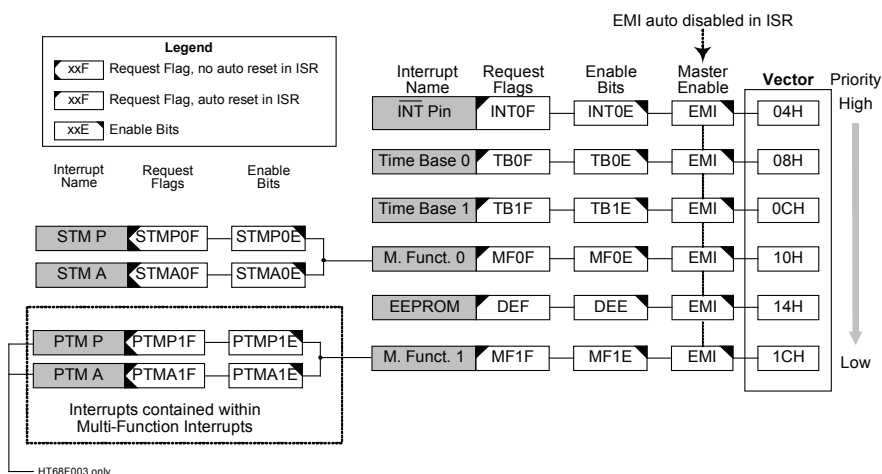 EMI auto disabled in ISR
Legend
xxF Request Flag, no auto reset in ISR
xxF Request Flag, auto reset in ISR
xxE Enable Bits
Interrupt Name
Request Flags
Enable Bits
Master Enable
Vector
Priority
High
INT Pin INT0F INT0E EMI 04H
Time Base 0 TB0F TB0E EMI 08H
Time Base 1 TB1F TB1E EMI 0CH
M. Funct. 0 MF0F MF0E EMI 10H
EEPROM DEF DEE EMI 14H
M. Funct. 1 MF1F MF1E EMI 1CH
Low
Interrupt Name
Request Flags
Enable Bits
STM P STMP0F STMP0E
STM A STMA0F STMA0E
PTM P PTMP1F PTMP1E
PTM A PTMA1F PTMA1E
Interrupts contained within
Multi-Function Interrupts
HT68F003 only